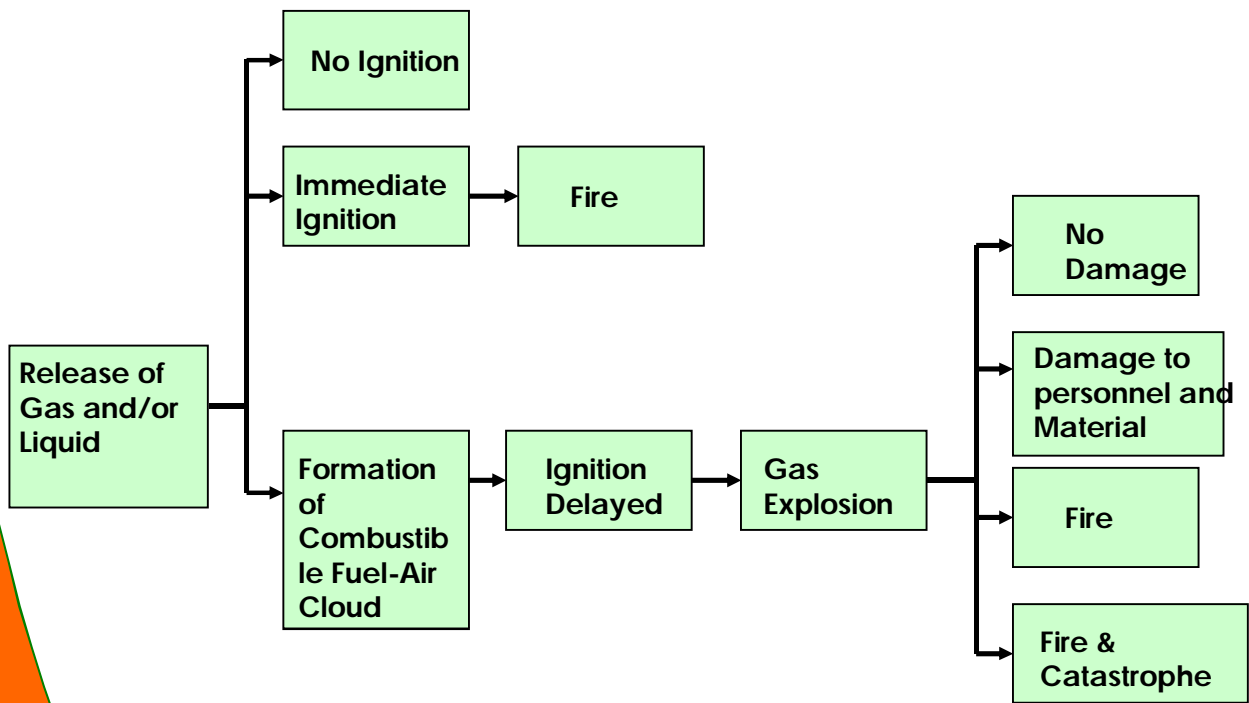 No Ignition
Immediate
Ignition
Fire
Release of
Gas and/or
Liquid
Formation
of
Combustib
le Fuel-Air
Cloud
Ignition
Delayed
Gas
Explosion
No
Damage
Damage to
personnel and
Material
Fire
Fire &
Catastrophe